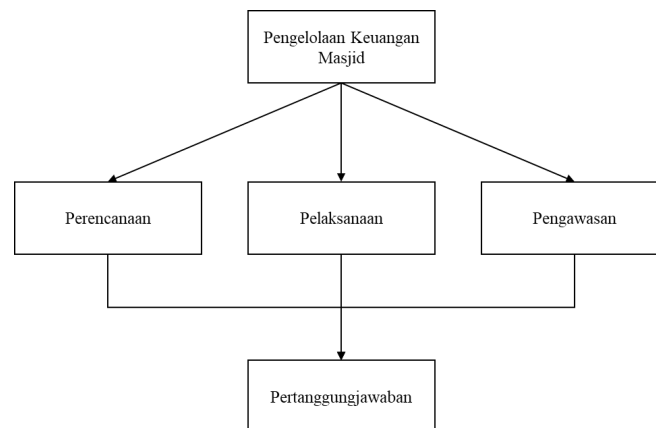 Pengelolaan Keuangan
Masjid
Perencanaan
Pelaksanaan
Pengawasan
Pertanggungjawaban